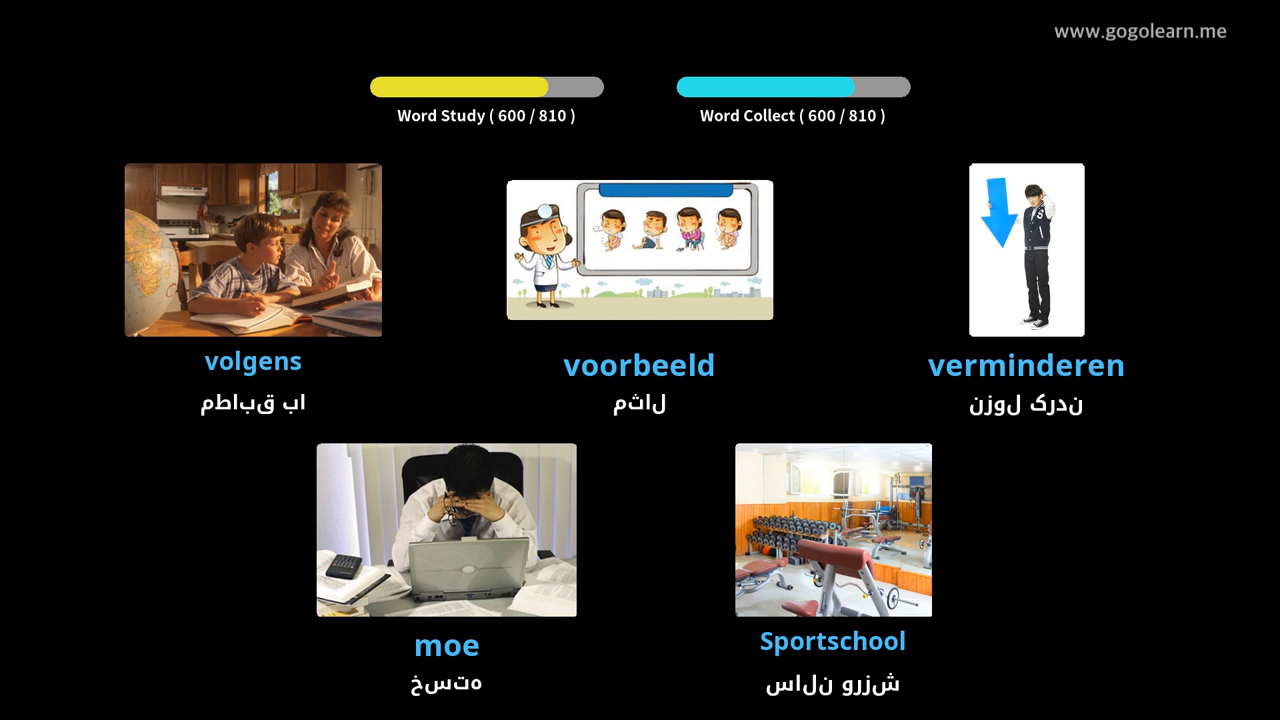 www.gogolearn.me
Word Study ( 600 / 810 )
Word Collect ( 600 / 810 )
volgens
اب قباطم
voorbeeld
لاثم
verminderen
ندرک لوزن
moe
هتسخ
Sportschool
شزرو نلاس